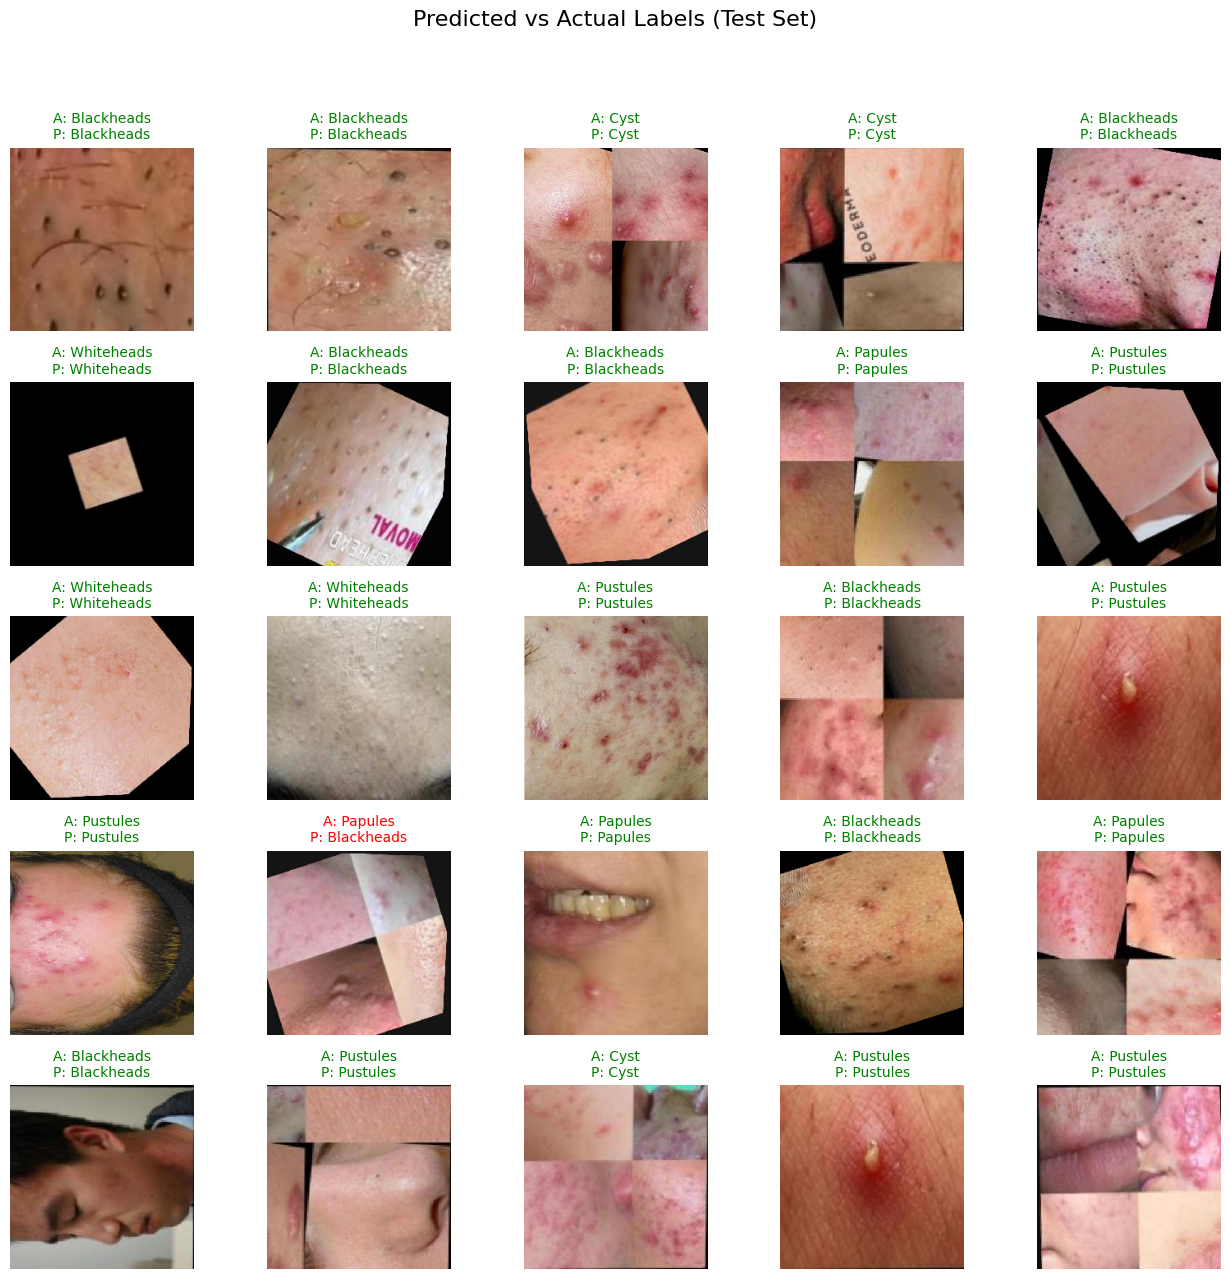 Predicted vs Actual Labels (Test Set)
A: Blackheads
P: Blackheads
A: Blackheads
P: Blackheads
A: Cyst
P: Cyst
A: Cyst
P: Cyst
A: Blackheads
P: Blackheads
EODERMA
A: Whiteheads
P: Whiteheads
A: Blackheads
P: Blackheads
A: Blackheads
P: Blackheads
A: Papules
P: Papules
A: Pustules
P: Pustules
MOVAL
ERHEAD
A: Whiteheads
P: Whiteheads
A: Whiteheads
P: Whiteheads
A: Pustules
P: Pustules
A: Blackheads
P: Blackheads
A: Pustules
P: Pustules
A: Pustules
P: Pustules
A: Papules
P: Blackheads
A: Papules
P: Papules
A: Blackheads
P: Blackheads
A: Papules
P: Papules
A: Blackheads
P: Blackheads
A: Pustules
P: Pustules
A: Cyst
P: Cyst
A: Pustules
P: Pustules
A: Pustules
P: Pustules